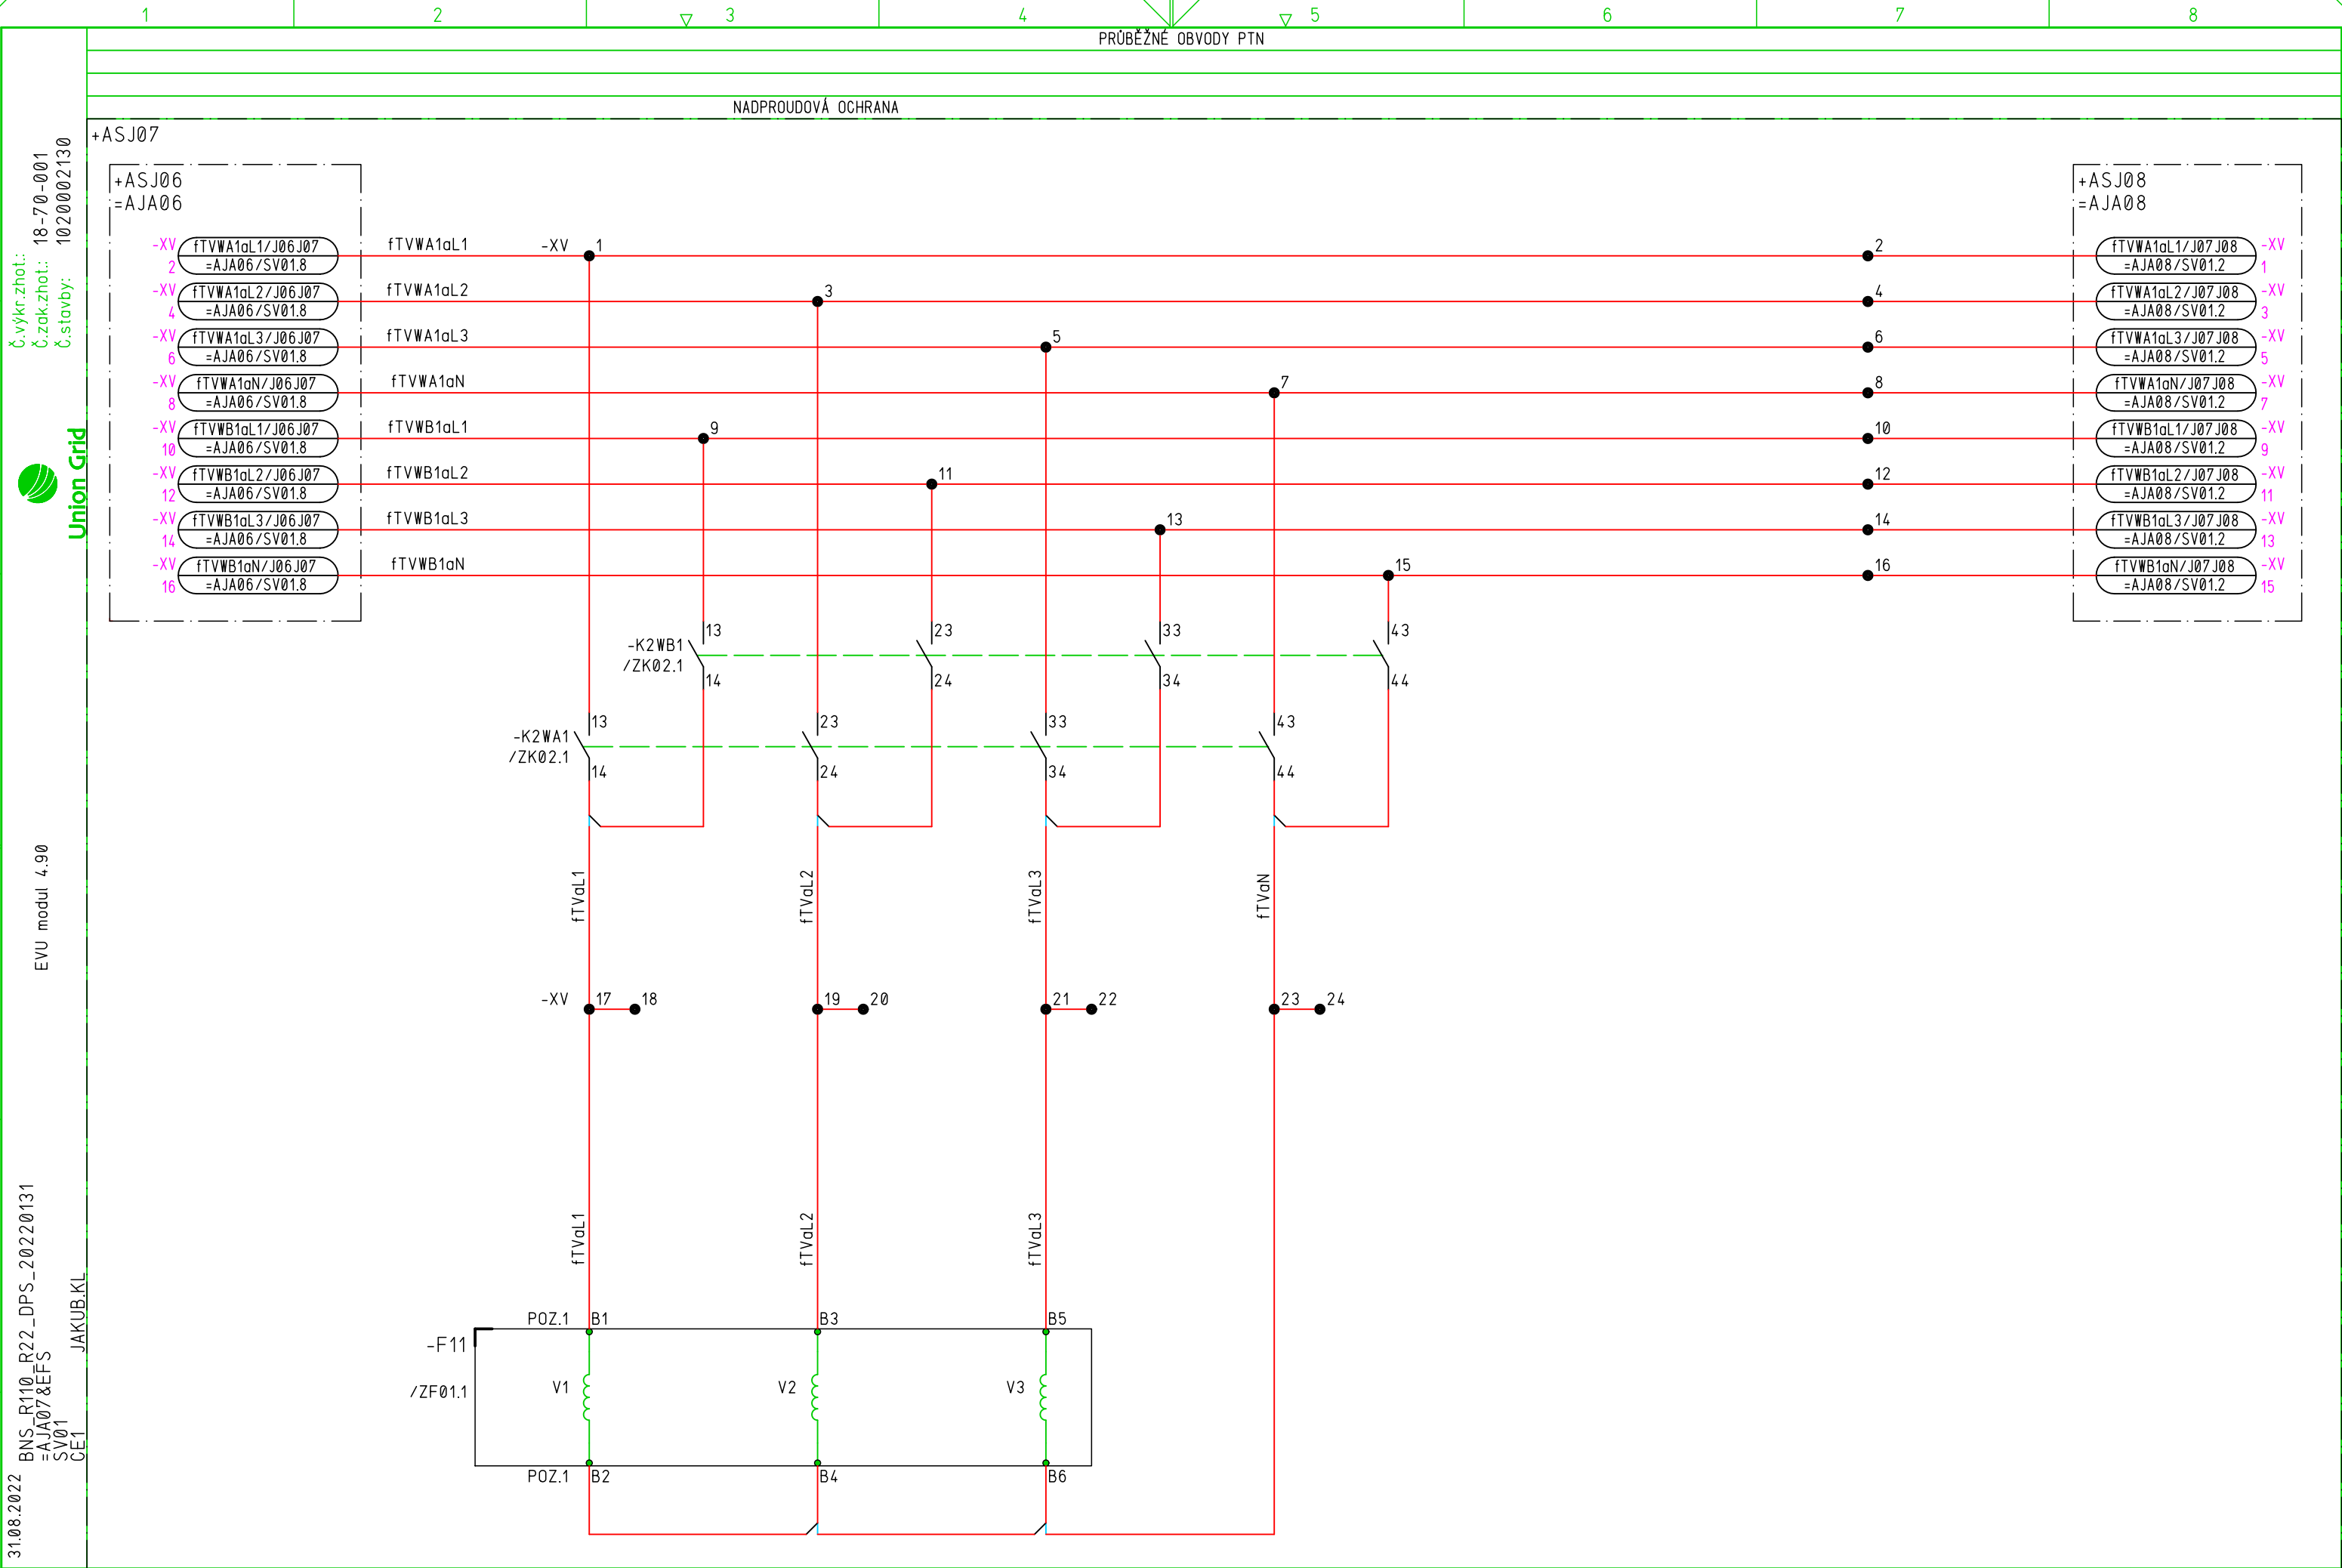 1 2 3 4 5 6 7 8
PRŮBĚŽNÉ OBVODY PTN
NADPROUDOVÁ OCHRANA
+ASJ07
Č.výkr.zhot.:
Č.zak.zhot.: 18-70-001
Č.stavby: 1020002130
Union Grid
EVU modul 4.90
BNS_R110_R22_DPS_20220131
=AJA07&EFS
SV01
CE1 JAKUB.KL
31.08.2022
+ASJ06
=AJA06
-XV 2 fTVWA1aL1/J06J07
=AJA06/SV01.8
-XV 4 fTVWA1aL2/J06J07
=AJA06/SV01.8
-XV 6 fTVWA1aL3/J06J07
=AJA06/SV01.8
-XV 8 fTVWA1aN/J06J07
=AJA06/SV01.8
-XV 10 fTVWB1aL1/J06J07
=AJA06/SV01.8
-XV 12 fTVWB1aL2/J06J07
=AJA06/SV01.8
-XV 14 fTVWB1aL3/J06J07
=AJA06/SV01.8
-XV 16 fTVWB1aN/J06J07
=AJA06/SV01.8
fTVWA1aL1 -XV 1 2
fTVWA1aL2 3 4
fTVWA1aL3 5 6
fTVWA1aN 7 8
fTVWB1aL1 9 10
fTVWB1aL2 11 12
fTVWB1aL3 13 14
fTVWB1aN 15 16
+ASJ08
=AJA08
fTVWA1aL1/J07J08 -XV
=AJA08/SV01.2 1
fTVWA1aL2/J07J08 -XV
=AJA08/SV01.2 3
fTVWA1aL3/J07J08 -XV
=AJA08/SV01.2 5
fTVWA1aN/J07J08 -XV
=AJA08/SV01.2 7
fTVWB1aL1/J07J08 -XV
=AJA08/SV01.2 9
fTVWB1aL2/J07J08 -XV
=AJA08/SV01.2 11
fTVWB1aL3/J07J08 -XV
=AJA08/SV01.2 13
fTVWB1aN/J07J08 -XV
=AJA08/SV01.2 15
13 23 33 43
-K2WB1
/ZK02.1
14 24 34 44
13 23 33 43
-K2WA1
/ZK02.1
14 24 34 44
fTVaL1 fTVaL2 fTVaL3 fTVaN
-XV 17 18 19 20 21 22 23 24
fTVaL1 fTVaL2 fTVaL3
POZ.1 B1 B3 B5
-F11
/ZF01.1
V1 V2 V3
POZ.1 B2 B4 B6